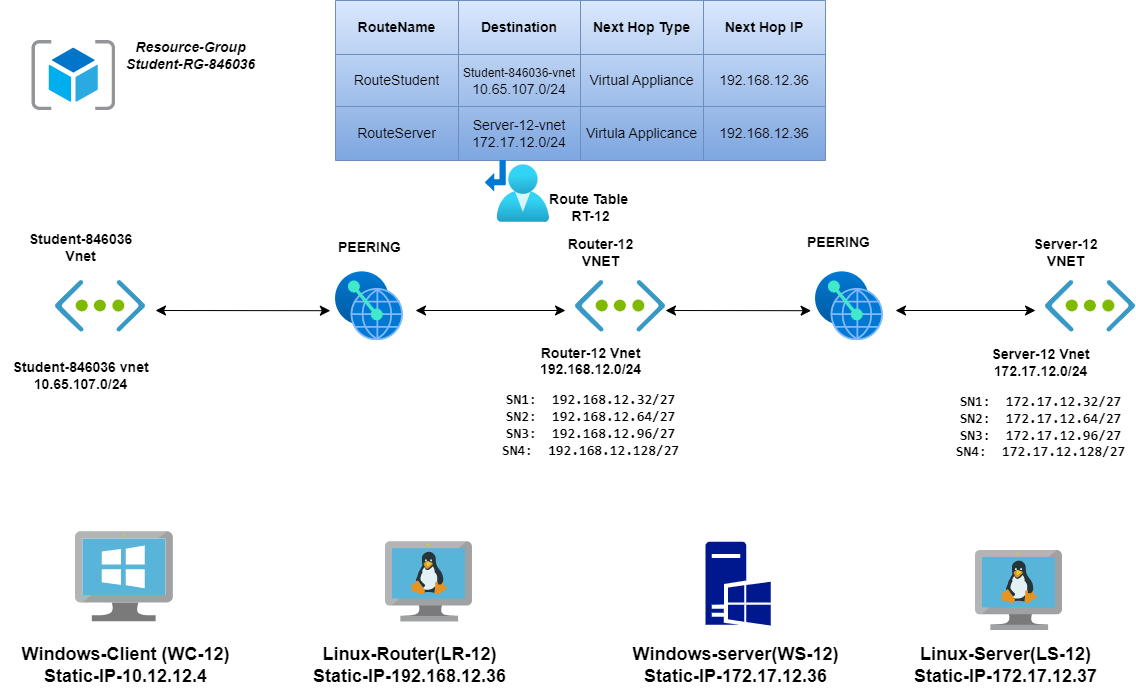 RouteName Destination Next Hop Type Next Hop IP
RouteStudent Student-846036-vnet 10.65.107.0/24 Virtual Appliance 192.168.12.36
RouteServer Server-12-vnet 172.17.12.0/24 Virtula Applicance 192.168.12.36
Resource-Group
Student-RG-846036
Route Table
RT-12
Student-846036
Vnet
PEERING
Router-12
VNET
PEERING
Server-12
VNET
Student-846036 vnet
10.65.107.0/24
Router-12 Vnet
192.168.12.0/24
SN1: 192.168.12.32/27
SN2: 192.168.12.64/27
SN3: 192.168.12.96/27
SN4: 192.168.12.128/27
Server-12 Vnet
172.17.12.0/24
SN1: 172.17.12.32/27
SN2: 172.17.12.64/27
SN3: 172.17.12.96/27
SN4: 172.17.12.128/27
Windows-Client (WC-12)
Static-IP-10.12.12.4
Linux-Router(LR-12)
Static-IP-192.168.12.36
Windows-server(WS-12)
Static-IP-172.17.12.36
Linux-Server(LS-12)
Static-IP-172.17.12.37